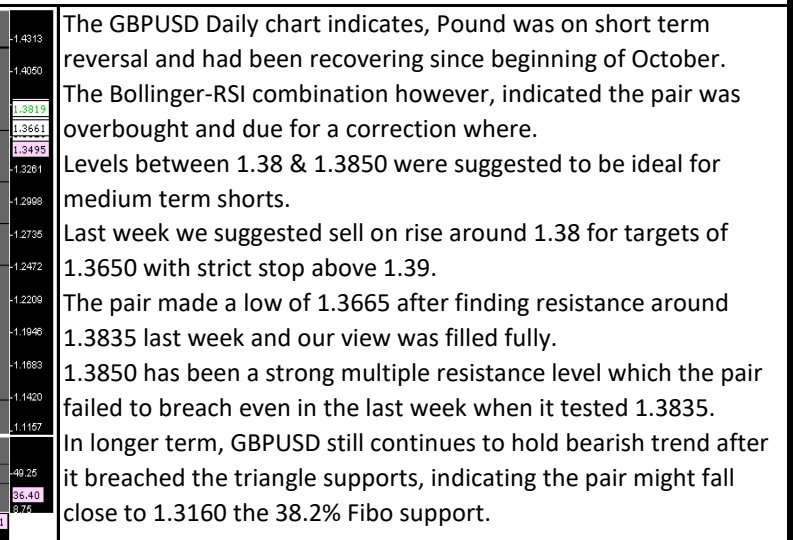 1.4313
1.4050
1.3819
1.3661
1.3495
1.3261
1.2998
1.2735
1.2472
1.2209
1.1946
1.1683
1.1420
1.1157
49.25
36.40
8.75
1
The GBPUSD Daily chart indicates, Pound was on short term
reversal and had been recovering since beginning of October.
The Bollinger-RSI combination however, indicated the pair was
overbought and due for a correction where.
Levels between 1.38 & 1.3850 were suggested to be ideal for
medium term shorts.
Last week we suggested sell on rise around 1.38 for targets of
1.3650 with strict stop above 1.39.
The pair made a low of 1.3665 after finding resistance around
1.3835 last week and our view was filled fully.
1.3850 has been a strong multiple resistance level which the pair
failed to breach even in the last week when it tested 1.3835.
In longer term, GBPUSD still continues to hold bearish trend after
it breached the triangle supports, indicating the pair might fall
close to 1.3160 the 38.2% Fibo support.